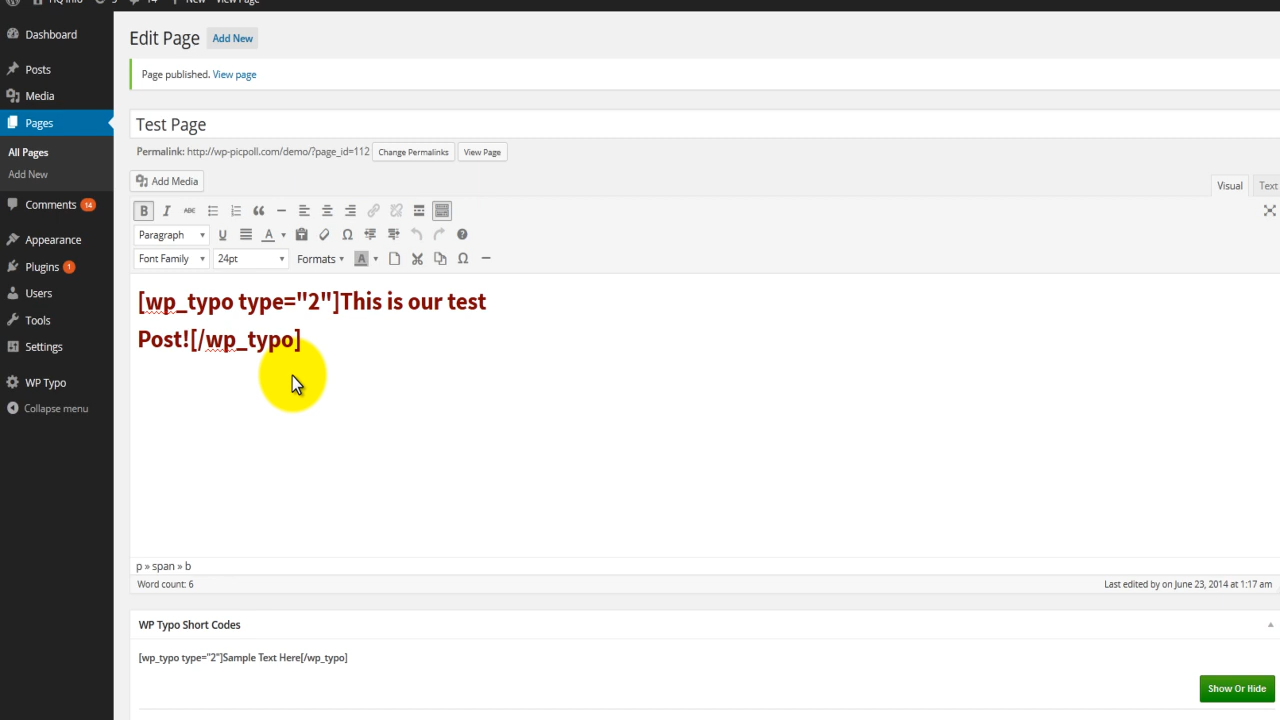 New View Page
Dashboard
Posts
Media
Pages
All Pages
Add New
Comments 14
Appearance
Plugins 1
Users
Tools
Settings
WP Typo
Collapse menu
Edit Page Add New
Page published. View page
Test Page
Permalink: http://wp-picpoll.com/demo/?page_id=112 Change Permalinks View Page
Add Media
Visual Text
B I ABC
Paragraph U A
Font Family 24pt Formats A
[wp_typo type="2"]This is our test
Post![/wp_typo]
p » span » b
Word count: 6 Last edited by on June 23, 2014 at 1:17 am
WP Typo Short Codes
[wp_typo type="2"]Sample Text Here[/wp_typo]
Show Or Hide